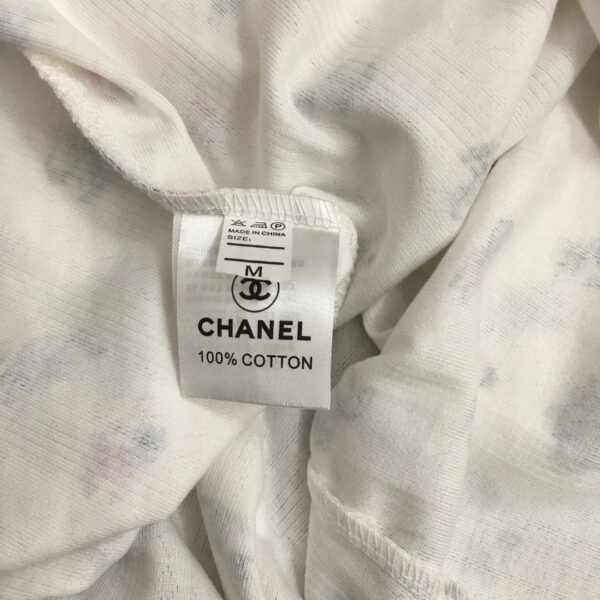 P
MADE IN CHINA
SIZE:
M
CHANEL
100% COTTON